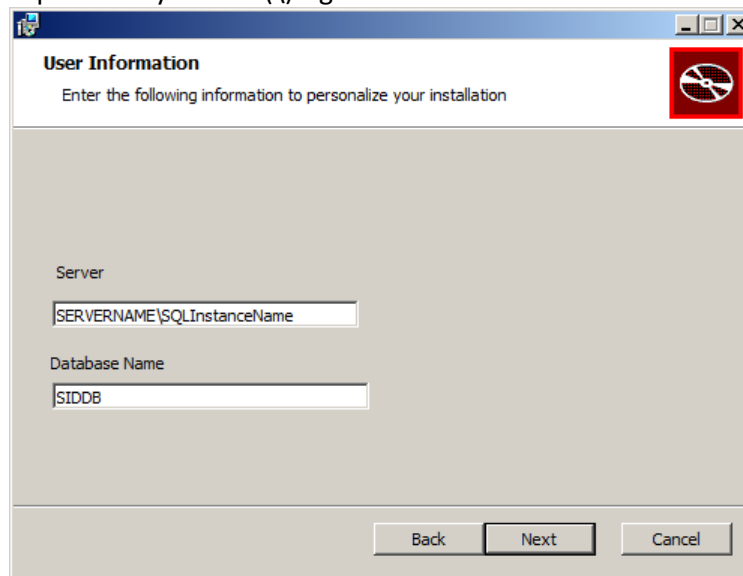 User Information
Enter the following information to personalize your installation
Server
SERVERNAME\SQLInstanceName
Database Name
SIDDB
Back Next Cancel